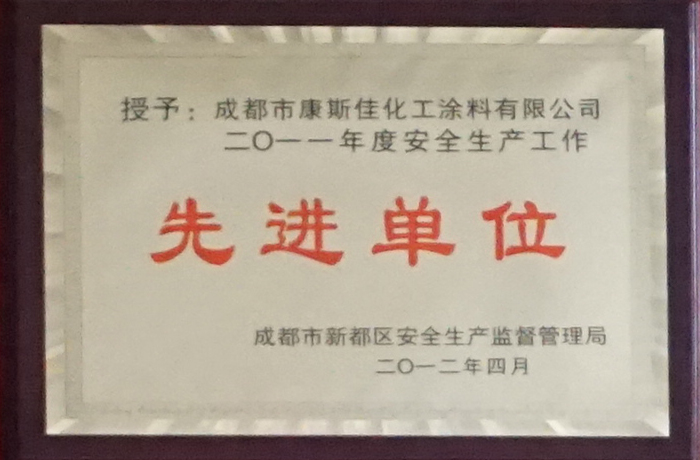 授予：成都市康斯佳化工涂料有限公司
二〇一一年度安全生产工作
先进单位
成都市新都区安全生产监督管理局
二〇一二年四月